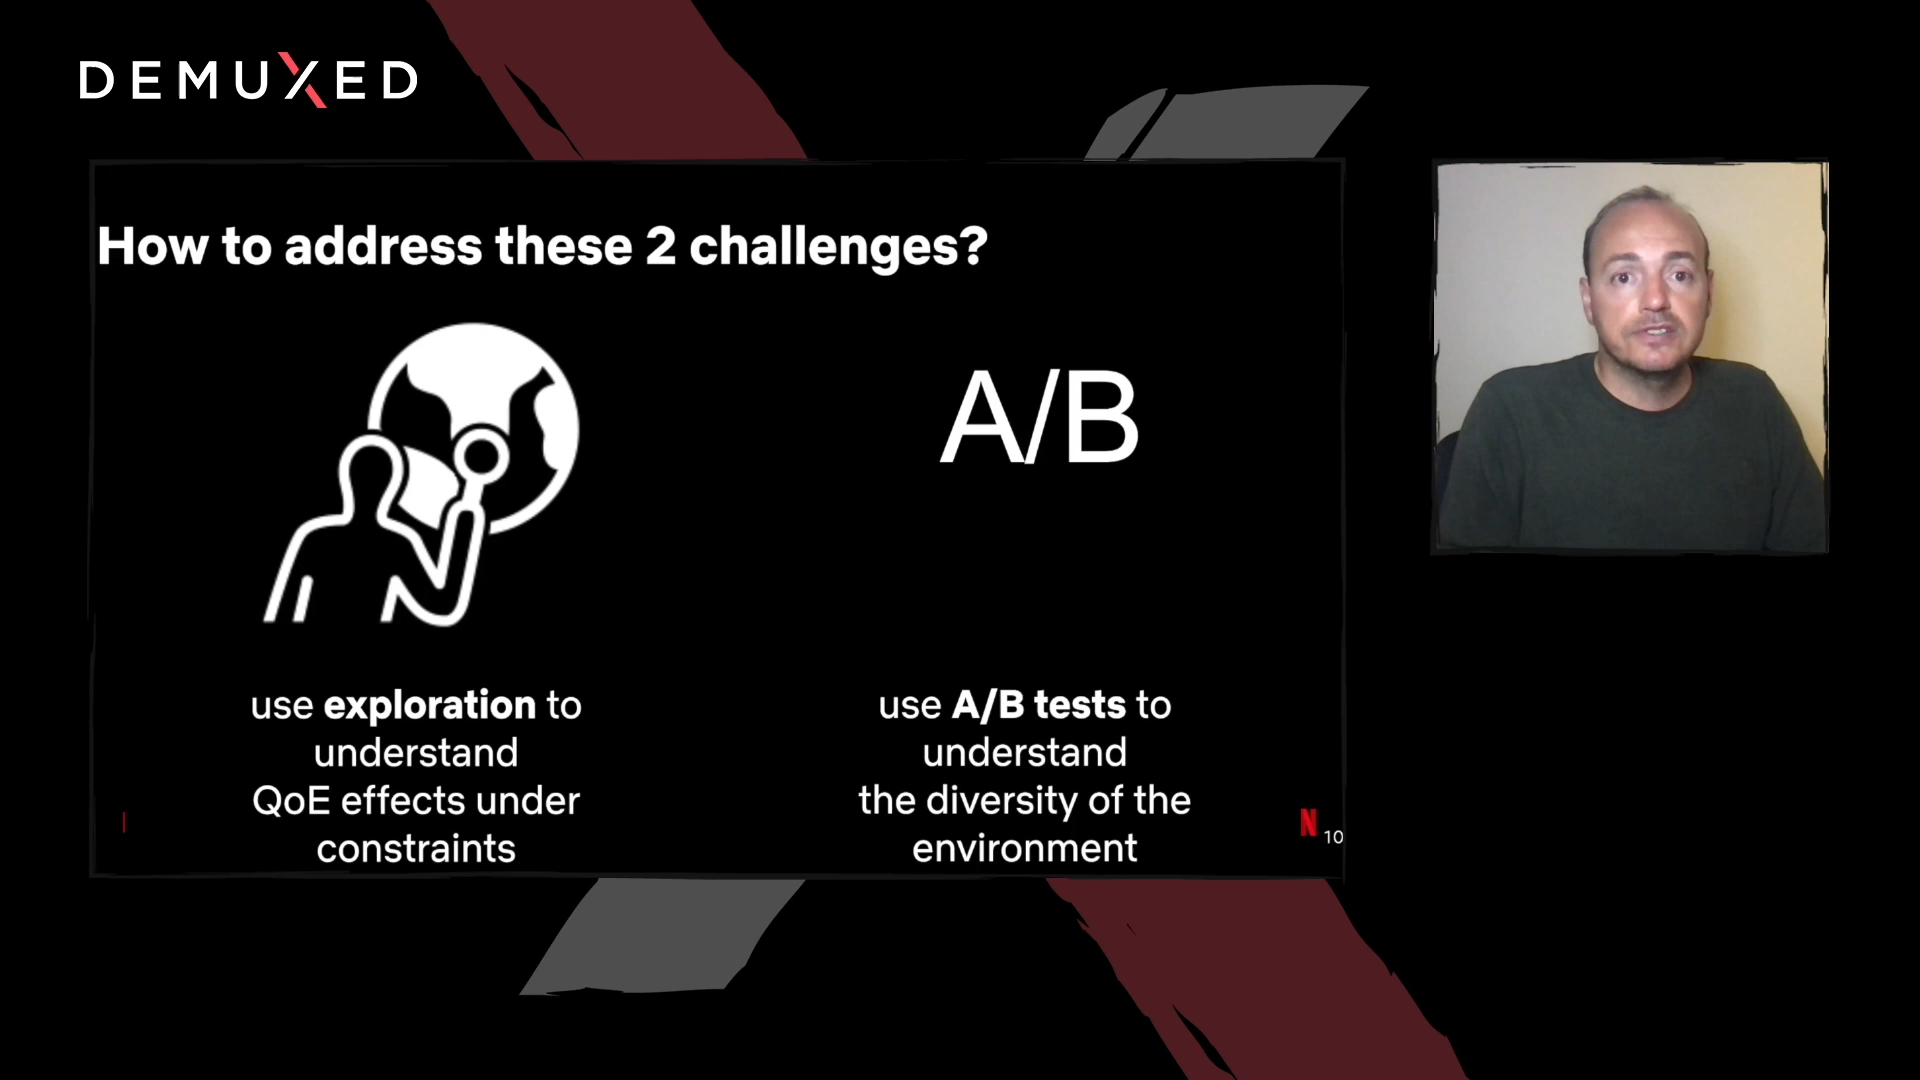 DEMUXED
How to address these 2 challenges?
A/B
use exploration to
understand
QoE effects under
constraints
use A/B tests to
understand
the diversity of the
environment
N
10